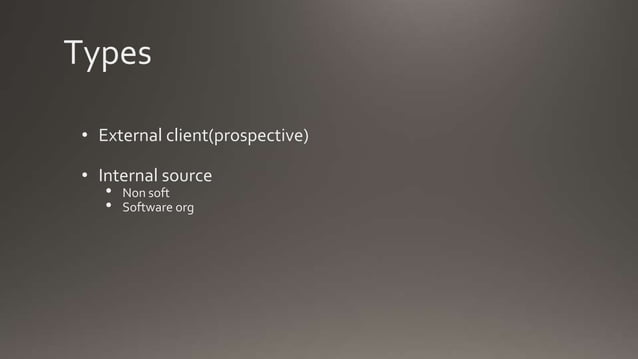 Types
• External client(prospective)
• Internal source
• Non soft
• Software org